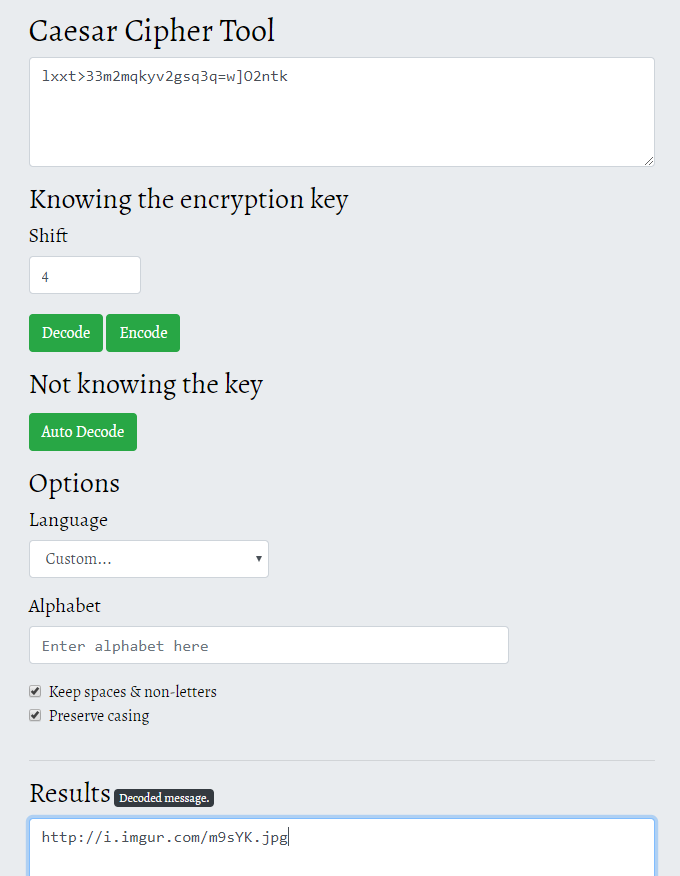 Caesar Cipher Tool
lxxt>33m2mqkyv2gsq3q=w]O2ntk
Knowing the encryption key
Shift
4
Decode Encode
Not knowing the key
Auto Decode
Options
Language
Custom...
Alphabet
Enter alphabet here
Keep spaces & non-letters
Preserve casing
Results Decoded message.
http://i.imgur.com/m9sYK.jpg